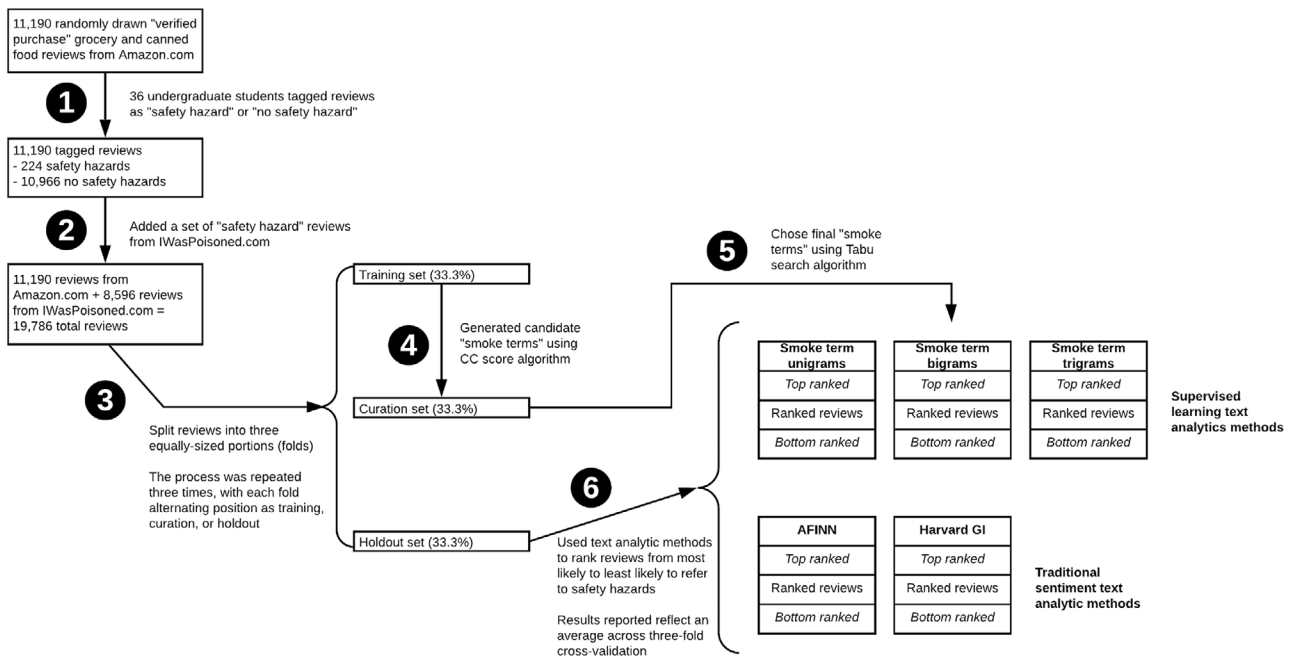 11,190 randomly drawn "verified
purchase" grocery and canned
food reviews from Amazon.com
1
36 undergraduate students tagged reviews
as "safety hazard" or "no safety hazard"
11,190 tagged reviews
- 224 safety hazards
- 10,966 no safety hazards
2
Added a set of "safety hazard" reviews
from IWasPoisoned.com
11,190 reviews from
Amazon.com + 8,596 reviews
from IWasPoisoned.com =
19,786 total reviews
3
Split reviews into three
equally-sized portions (folds)
The process was repeated
three times, with each fold
alternating position as training,
curation, or holdout
Training set (33.3%)
4
Generated candidate
"smoke terms" using
CC score algorithm
Curation set (33.3%)
Holdout set (33.3%)
5
Chose final "smoke
terms" using Tabu
search algorithm
6
Used text analytic methods
to rank reviews from most
likely to least likely to refer
to safety hazards
Results reported reflect an
average across three-fold
cross-validation
Smoke term
unigrams
Top ranked
Ranked reviews
Bottom ranked
Smoke term
bigrams
Top ranked
Ranked reviews
Bottom ranked
Smoke term
trigrams
Top ranked
Ranked reviews
Bottom ranked
Supervised
learning text
analytics methods
AFINN
Top ranked
Ranked reviews
Bottom ranked
Harvard GI
Top ranked
Ranked reviews
Bottom ranked
Traditional
sentiment text
analytic methods